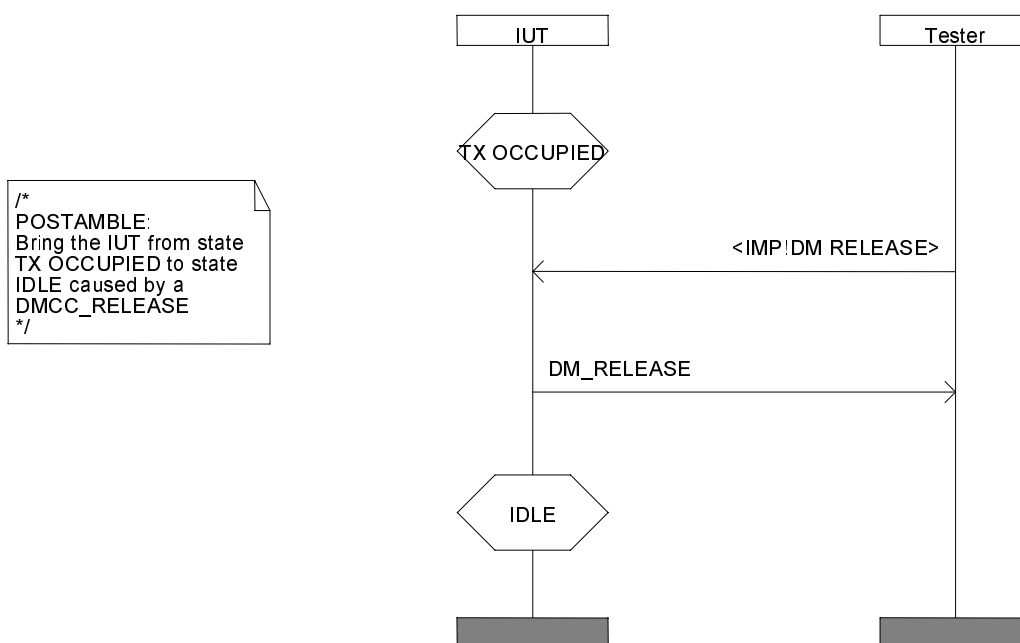 IUT
Tester
TX OCCUPIED
/*
POSTAMBLE:
Bring the IUT from state
TX OCCUPIED to state
IDLE caused by a
DMCC_RELEASE
*/
<IMP!DM RELEASE>
DM_RELEASE
IDLE